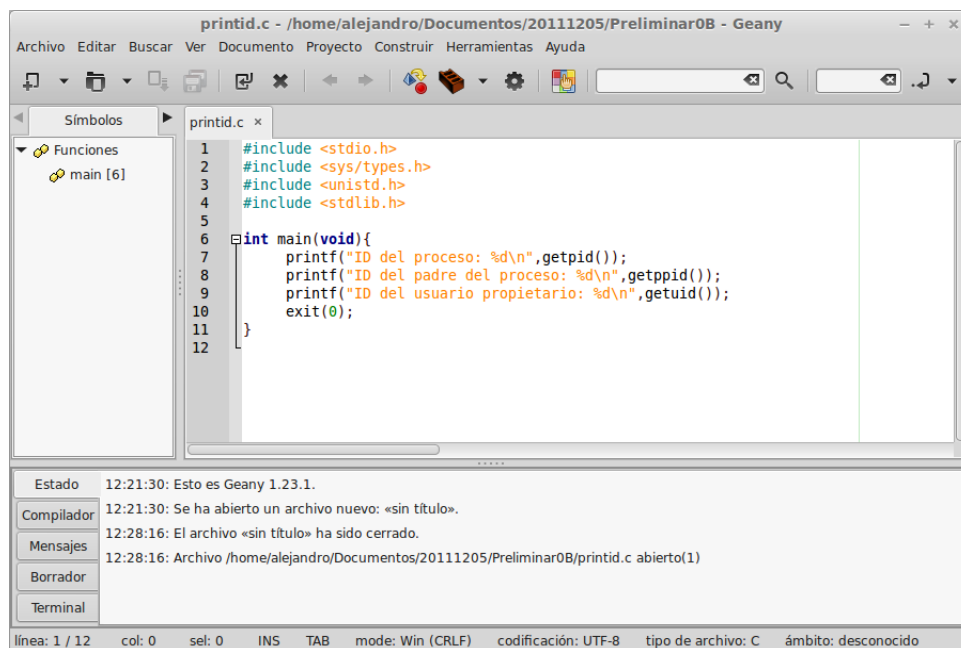 printid.c - /home/alejandro/Documentos/20111205/Preliminar0B - Geany
Archivo Editar Buscar Ver Documento Proyecto Construir Herramientas Ayuda
Símbolos
printid.c ×
Funciones
main [6]
1 #include <stdio.h>
2 #include <sys/types.h>
3 #include <unistd.h>
4 #include <stdlib.h>
5
6 int main(void){
7 printf("ID del proceso: %d\n",getpid());
8 printf("ID del padre del proceso: %d\n",getppid());
9 printf("ID del usuario propietario: %d\n",getuid());
10 exit(0);
11 }
12
Estado
Compilador
Mensajes
Borrador
Terminal
12:21:30: Esto es Geany 1.23.1.
12:21:30: Se ha abierto un archivo nuevo: «sin título».
12:28:16: El archivo «sin título» ha sido cerrado.
12:28:16: Archivo /home/alejandro/Documentos/20111205/Preliminar0B/printid.c abierto(1)
línea: 1 / 12 col: 0 sel: 0 INS TAB mode: Win (CRLF) codificación: UTF-8 tipo de archivo: C ámbito: desconocido